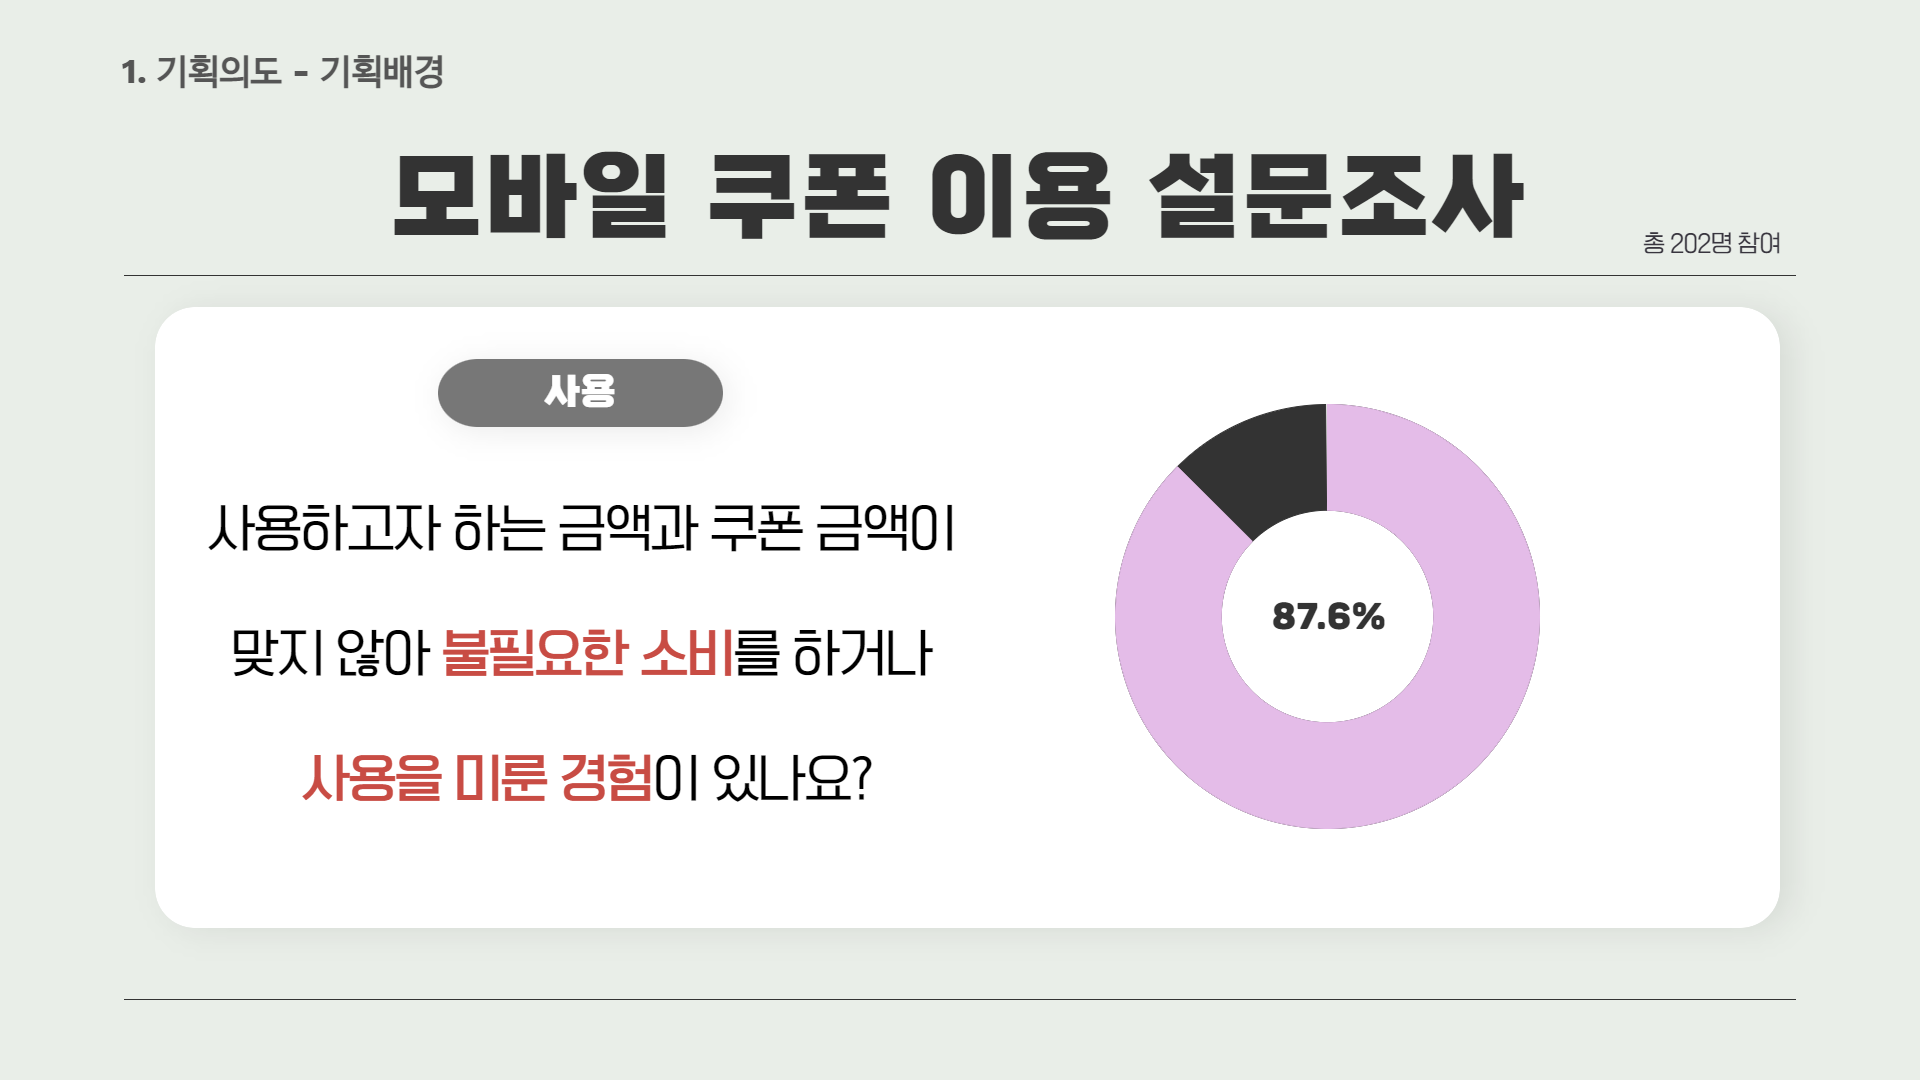 1. 기획의도 - 기획배경
모바일 쿠폰 이용 설문조사
총 202명 참여
사용
사용하고자 하는 금액과 쿠폰 금액이
맞지 않아 불필요한 소비를 하거나
사용을 미룬 경험이 있나요?
87.6%